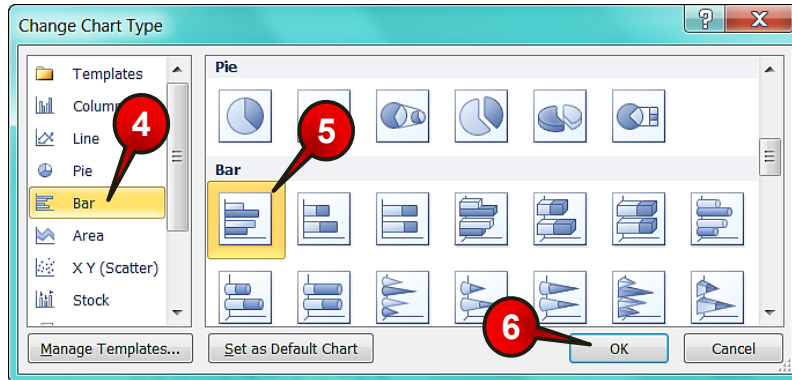 Change Chart Type
Templates
Colum
Line
Pie
Bar
Area
X Y (Scatter)
Stock
Pie
Bar
4
5
6
Manage Templates...
Set as Default Chart
OK
Cancel